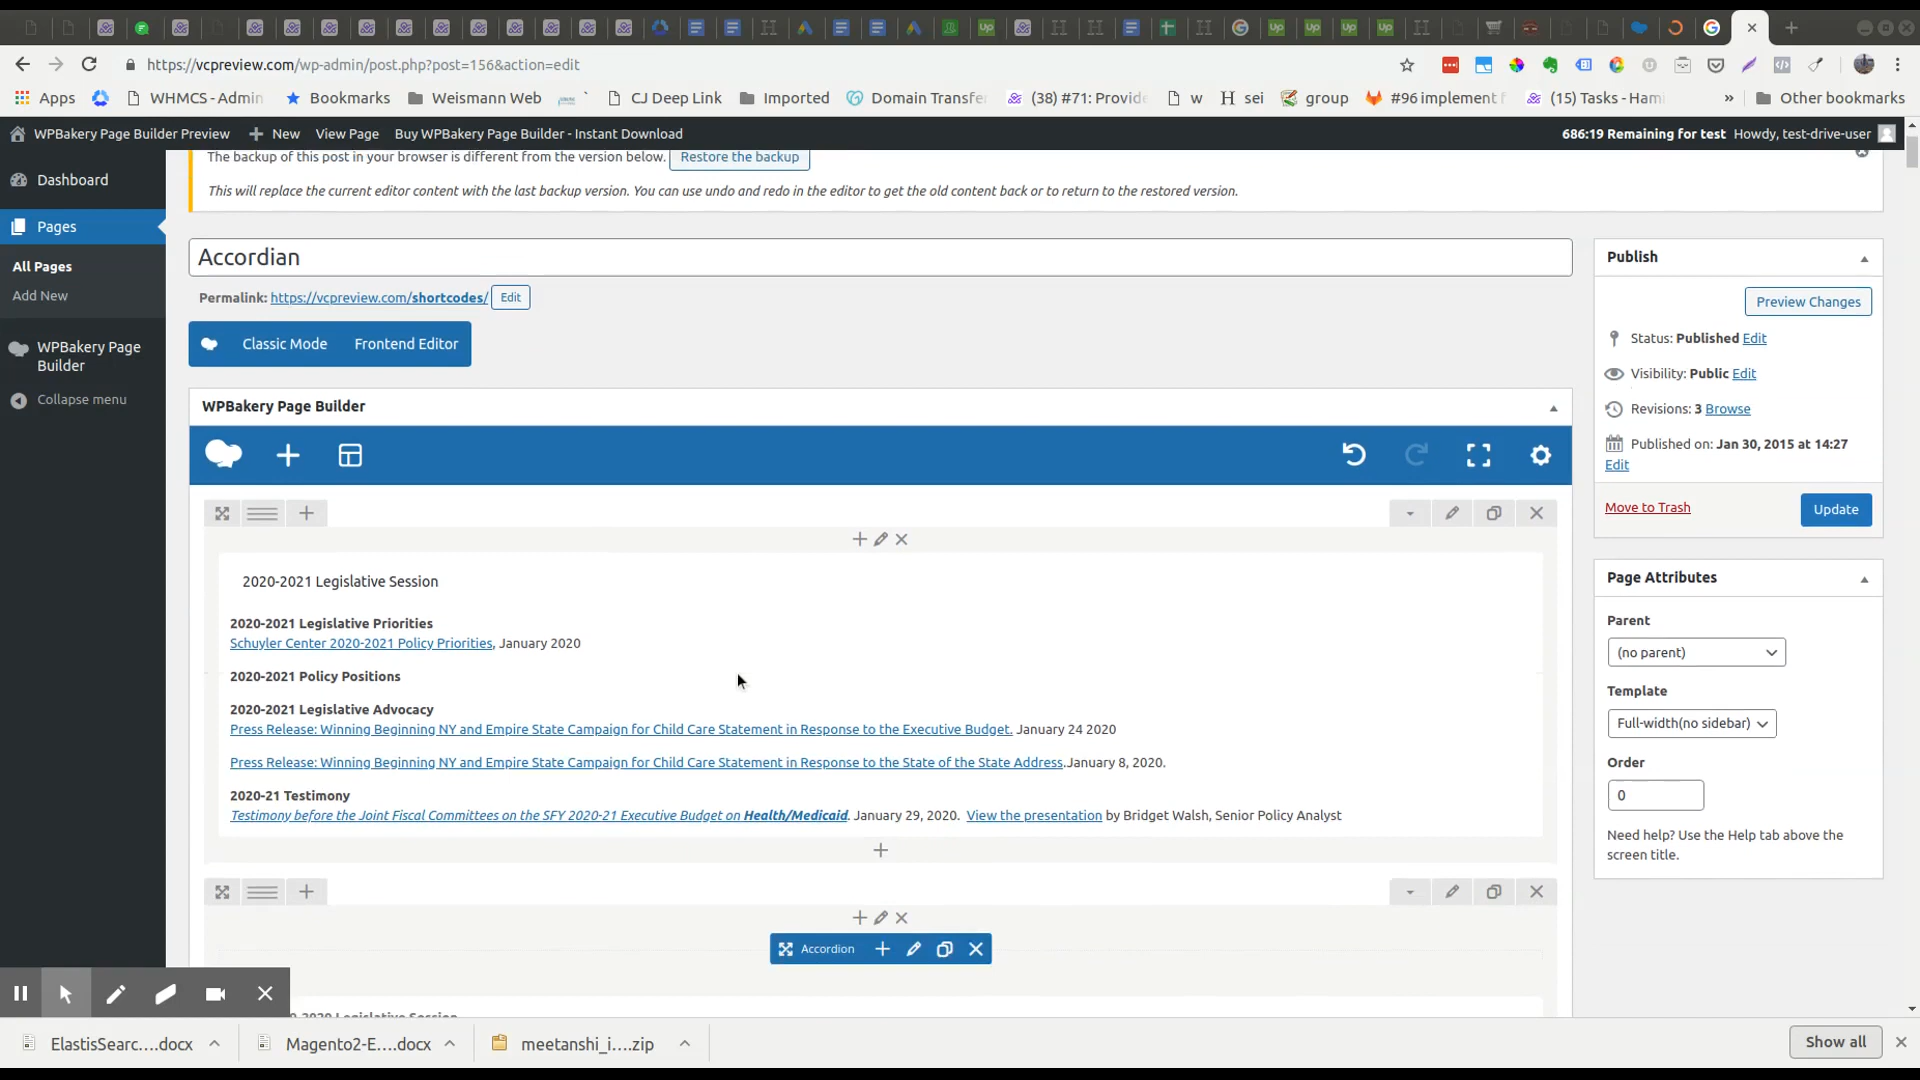 https://vcpreview.com/wp-admin/post.php?post=156&action=edit
Apps WHMCS - Admin Bookmarks Weismann Web CJ Deep Link Imported Domain Transfe (38) #71: Provid w sei group #96 implement f (15) Tasks - Ham » Other bookmarks
WPBakery Page Builder Preview New View Page Buy WPBakery Page Builder - Instant Download 686:19 Remaining for test Howdy, test-drive-user
The backup of this post in your browser is different from the version below. Restore the backup
This will replace the current editor content with the last backup version. You can use undo and redo in the editor to get the old content back or to return to the restored version.
Dashboard
Pages
All Pages
Add New
WPBakery Page
Builder
Collapse menu
Accordian
Permalink: https://vcpreview.com/shortcodes/ Edit
Classic Mode Frontend Editor
WPBakery Page Builder
2020-2021 Legislative Session
2020-2021 Legislative Priorities
Schuyler Center 2020-2021 Policy Priorities, January 2020
2020-2021 Policy Positions
2020-2021 Legislative Advocacy
Press Release: Winning Beginning NY and Empire State Campaign for Child Care Statement in Response to the Executive Budget. January 24 2020
Press Release: Winning Beginning NY and Empire State Campaign for Child Care Statement in Response to the State of the State Address.January 8, 2020.
2020-21 Testimony
Testimony before the Joint Fiscal Committees on the SFY 2020-21 Executive Budget on Health/Medicaid. January 29, 2020. View the presentation by Bridget Walsh, Senior Policy Analyst
Accordion
Publish
Preview Changes
Status: Published Edit
Visibility: Public Edit
Revisions: 3 Browse
Published on: Jan 30, 2015 at 14:27
Edit
Move to Trash Update
Page Attributes
Parent
(no parent)
Template
Full-width(no sidebar)
Order
0
Need help? Use the Help tab above the
screen title.
ElastisSearc....docx Magento2-E....docx meetanshi_i....zip Show all